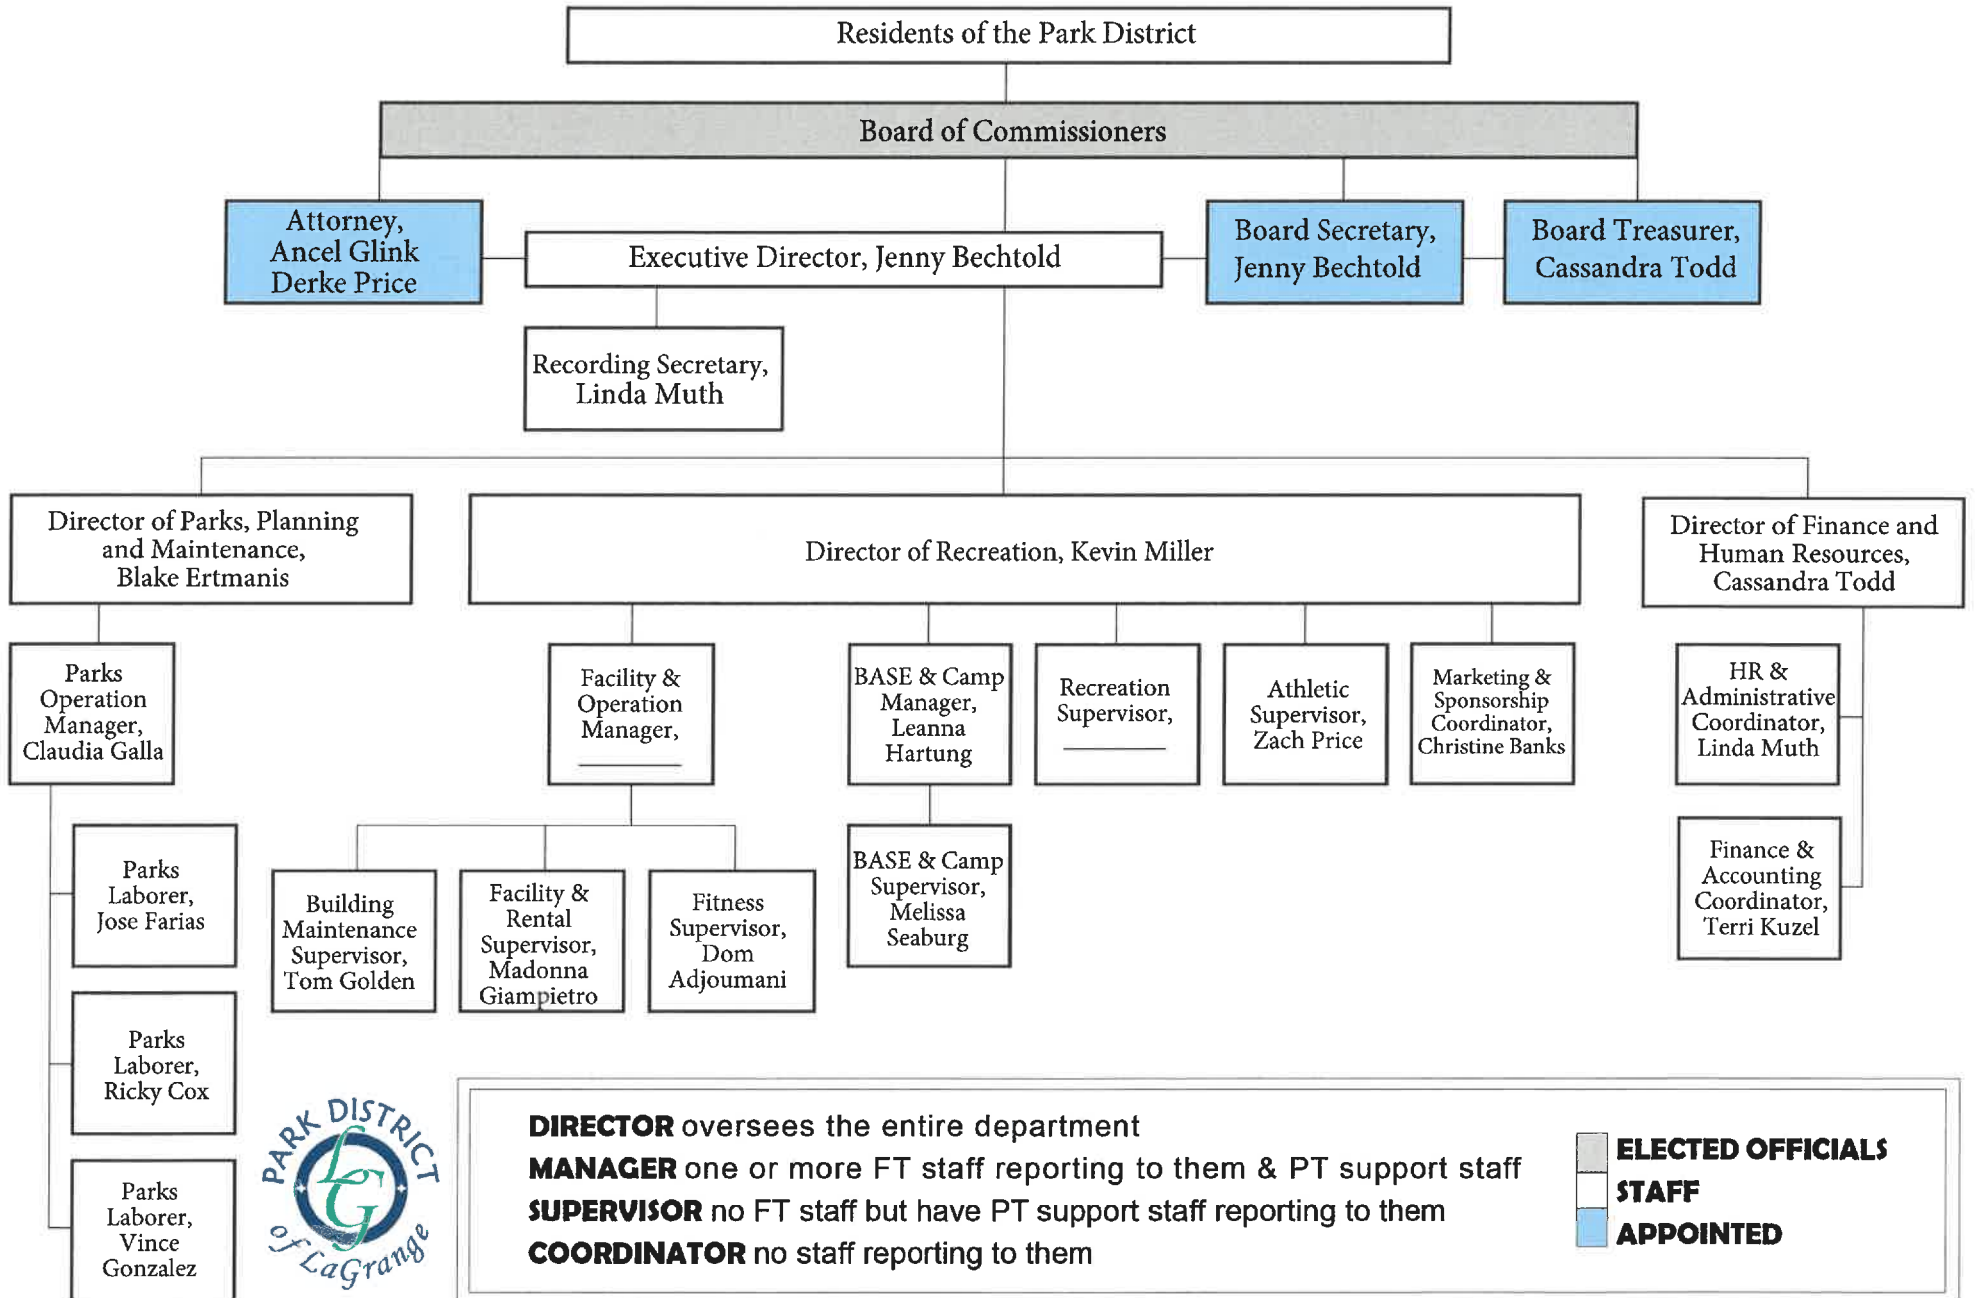 Residents of the Park District
Board of Commissioners
Attorney,
Ancel Glink
Derke Price
Executive Director, Jenny Bechtold
Board Secretary,
Jenny Bechtold
Board Treasurer,
Cassandra Todd
Recording Secretary,
Linda Muth
Director of Parks, Planning
and Maintenance,
Blake Ertmanis
Director of Recreation, Kevin Miller
Director of Finance and
Human Resources,
Cassandra Todd
Parks
Operation
Manager,
Claudia Galla
Facility &
Operation
Manager,
BASE & Camp
Manager,
Leanna
Hartung
Recreation
Supervisor,
Athletic
Supervisor,
Zach Price
Marketing &
Sponsorship
Coordinator,
Christine Banks
HR &
Administrative
Coordinator,
Linda Muth
Parks
Laborer,
Jose Farias
Building
Maintenance
Supervisor,
Tom Golden
Facility &
Rental
Supervisor,
Madonna
Giampietro
Fitness
Supervisor,
Dom
Adjoumani
BASE & Camp
Supervisor,
Melissa
Seaburg
Finance &
Accounting
Coordinator,
Terri Kuzel
Parks
Laborer,
Ricky Cox
Parks
Laborer,
Vince
Gonzalez
PARK DISTRICT
LG
of LaGrange
DIRECTOR oversees the entire department
MANAGER one or more FT staff reporting to them & PT support staff
SUPERVISOR no FT staff but have PT support staff reporting to them
COORDINATOR no staff reporting to them
ELECTED OFFICIALS
STAFF
APPOINTED